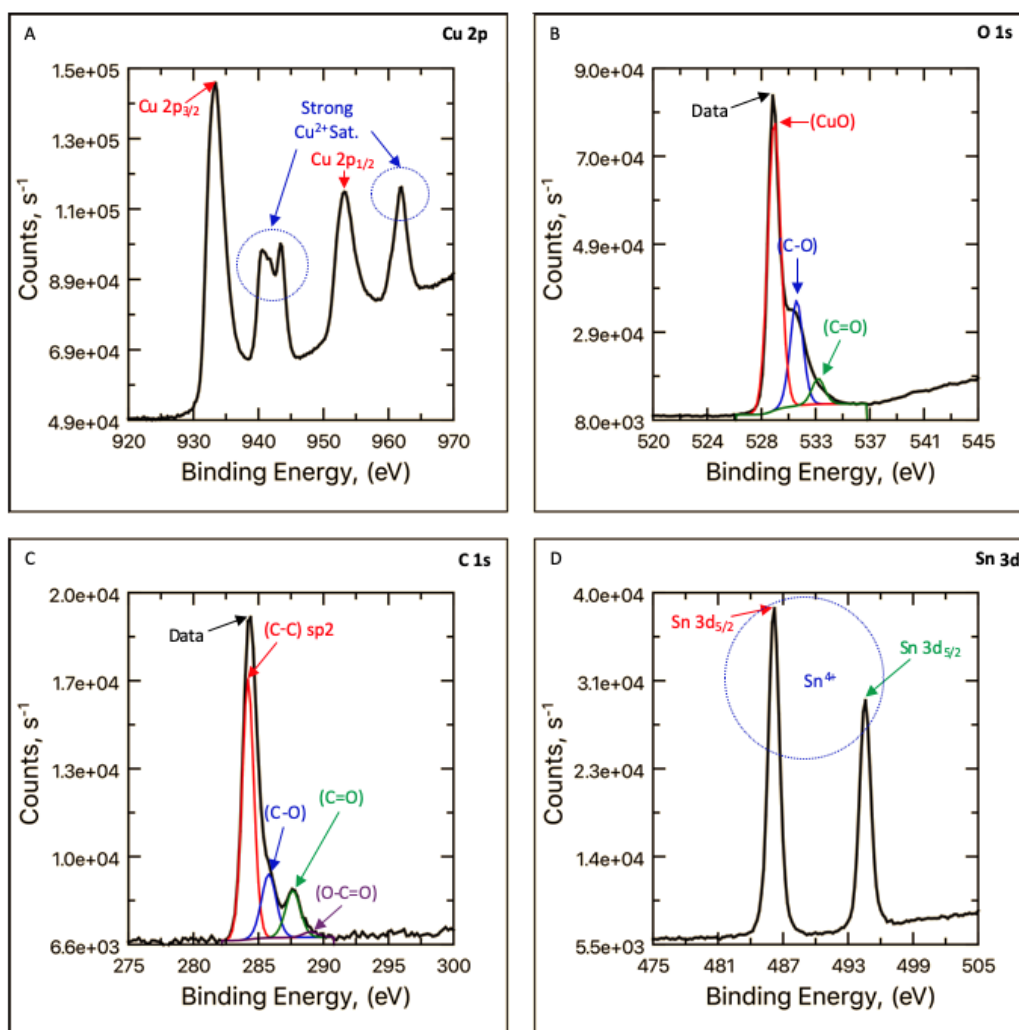 A
Cu 2p
1.5e+05
1.3e+05
1.1e+05
8.9e+04
6.9e+04
4.9e+04
Counts, s⁻¹
Cu 2p₃/₂
Strong
Cu²⁺Sat.
Cu 2p₁/₂
920 930 940 950 960 970
Binding Energy, (eV)
B
O 1s
9.0e+04
7.0e+04
4.9e+04
2.9e+04
8.0e+03
Counts, s⁻¹
Data
(CuO)
(C-O)
(C=O)
520 524 528 533 537 541 545
Binding Energy, (eV)
C
C 1s
2.0e+04
1.7e+04
1.3e+04
1.0e+04
6.6e+03
Counts, s⁻¹
Data
(C-C) sp2
(C-O)
(C=O)
(O-C=O)
275 280 285 290 295 300
Binding Energy, (eV)
D
Sn 3d
4.0e+04
3.1e+04
2.3e+04
1.4e+04
5.5e+03
Counts, s⁻¹
Sn 3d₅/₂
Sn 3d₅/₂
Sn⁴⁺
475 481 487 493 499 505
Binding Energy, (eV)